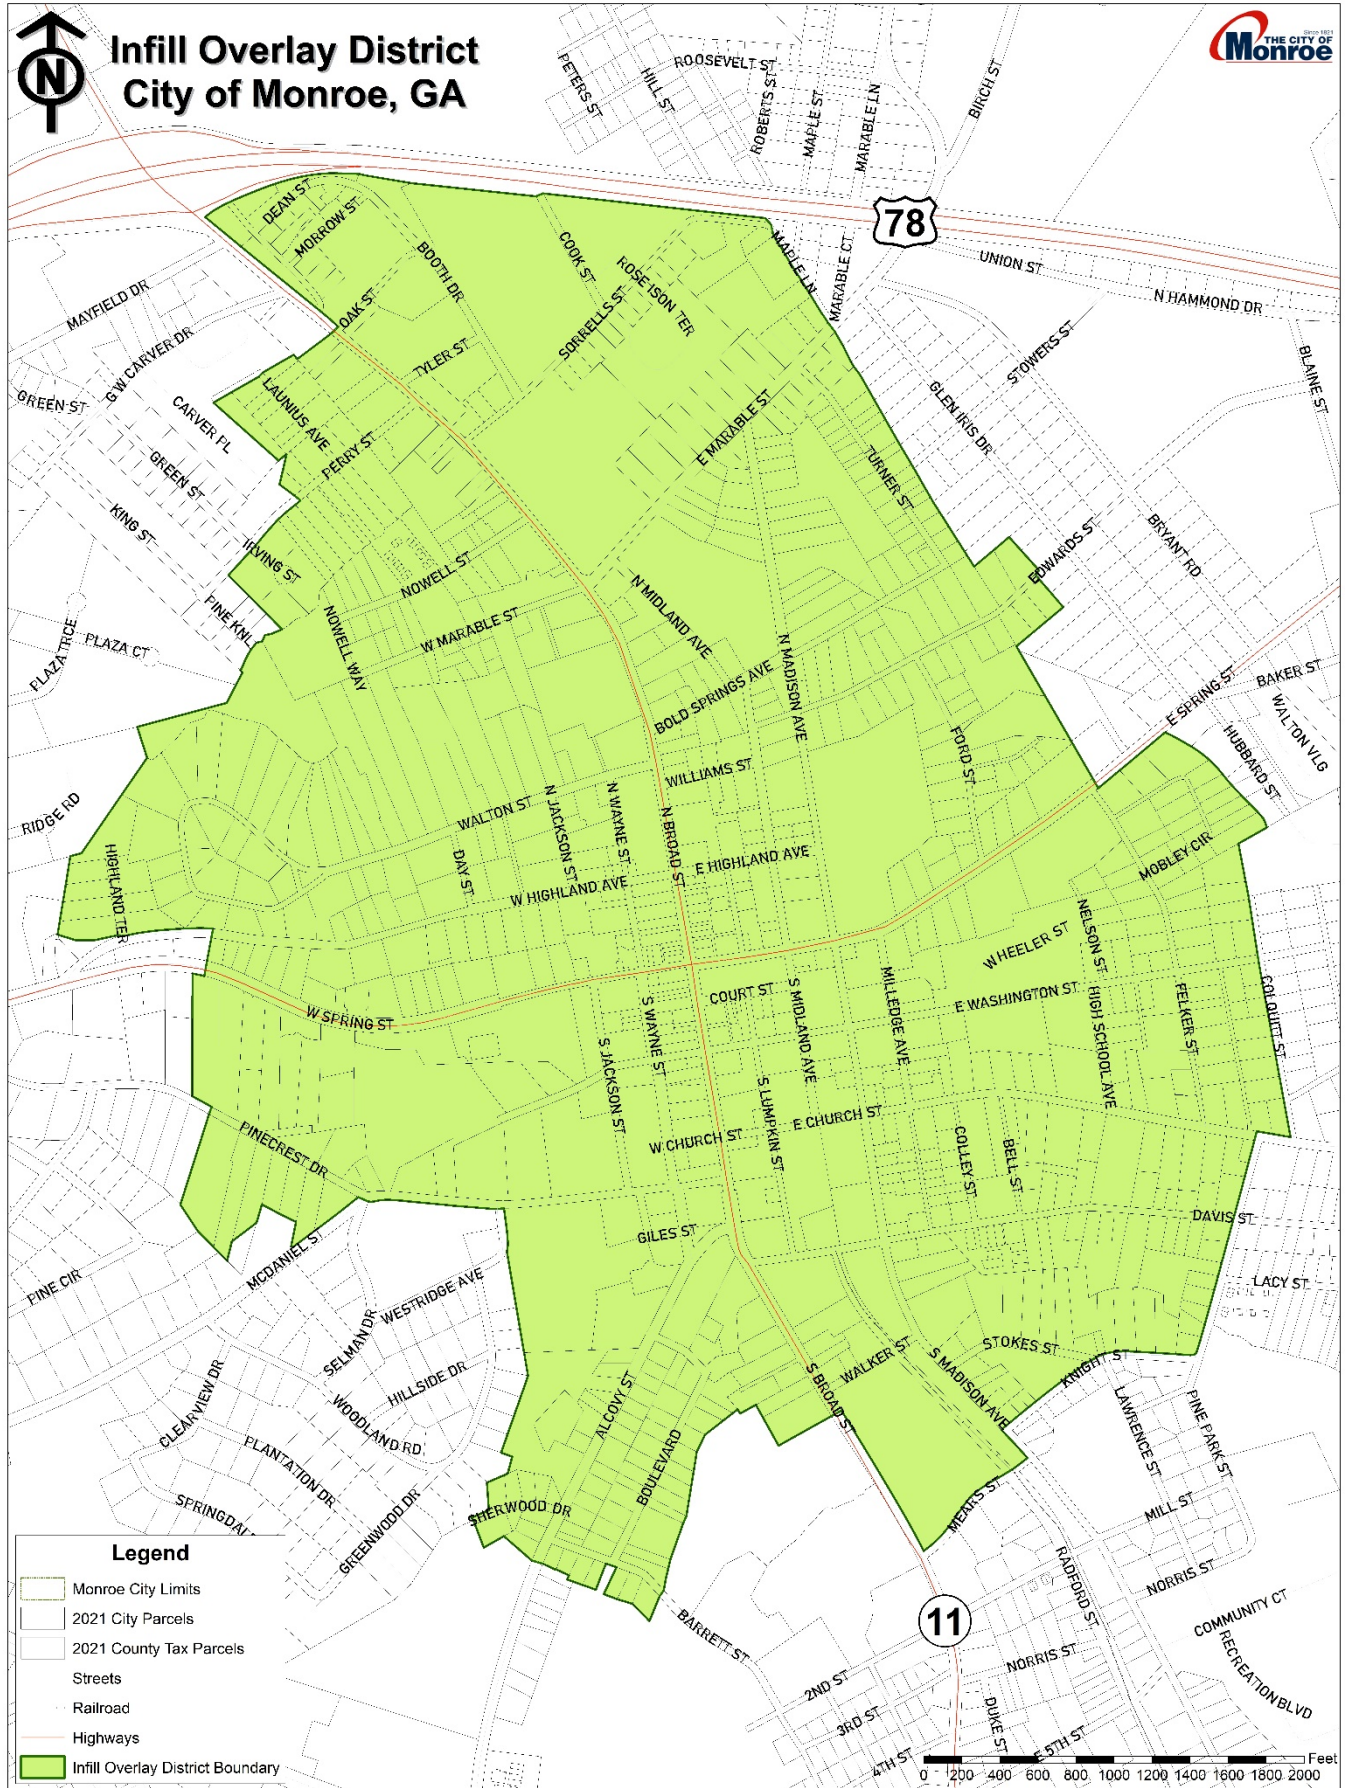 Infill Overlay District
City of Monroe, GA
N
Since 1821
THE CITY OF
Monroe
PETERS ST
HILL ST
ROOSEVELT ST
ROBERTS ST
MAPLE ST
MARABLE LN
BIRCH ST
78
DEAN ST
MORROW ST
BOOTH DR
COOK ST
ROSE ISON TER
SORRELLS ST
MAPLE LN
MARABLE CT
UNION ST
N HAMMOND DR
MAYFIELD DR
OAK ST
G W CARVER DR
TYLER ST
STOWERS ST
BLAINE ST
GREEN ST
CARVER PL
LAUNIUS AVE
PERRY ST
E MARABLE ST
GLEN IRIS DR
GREEN ST
TURNER ST
KING ST
IRVING ST
EDWARDS ST
BRYANT RD
NOWELL ST
PINE KNL
NOWELL WAY
W MARABLE ST
N MIDLAND AVE
N MADISON AVE
PLAZA TRCE
PLAZA CT
BOLD SPRINGS AVE
E SPRING ST
BAKER ST
WALTON VLG
HUBBARD ST
FORD ST
WILLIAMS ST
RIDGE RD
WALTON ST
N JACKSON ST
N WAYNE ST
N BROAD ST
HIGHLAND TER
DAY ST
W HIGHLAND AVE
E HIGHLAND AVE
MOBLEY CIR
NELSON ST
WHEELER ST
W SPRING ST
COURT ST
S MIDLAND AVE
MILLEDGE AVE
E WASHINGTON ST
HIGH SCHOOL AVE
FELKER ST
COLQUITT ST
S WAYNE ST
S JACKSON ST
S LUMPKIN ST
PINECREST DR
W CHURCH ST
E CHURCH ST
COLLEY ST
BELL ST
GILES ST
DAVIS ST
PINE CIR
MCDANIEL ST
WESTRIDGE AVE
LACY ST
SELMAN DR
HILLSIDE DR
CLEARVIEW DR
WOODLAND RD
ALCOVY ST
S BROAD ST
WALKER ST
S MADISON AVE
STOKES ST
KNIGHT ST
PLANTATION DR
BOULEVARD
LAWRENCE ST
PINE PARK ST
SPRINGDAL
GREENWOOD DR
SHERWOOD DR
MEARS ST
MILL ST
RADFORD ST
NORRIS ST
BARRETT ST
11
COMMUNITY CT
RECREATION BLVD
2ND ST
NORRIS ST
3RD ST
DUKE ST
4TH ST
E 5TH ST
Legend
Monroe City Limits
2021 City Parcels
2021 County Tax Parcels
Streets
Railroad
Highways
Infill Overlay District Boundary
Feet
0 200 400 600 800 1000 1200 1400 1600 1800 2000